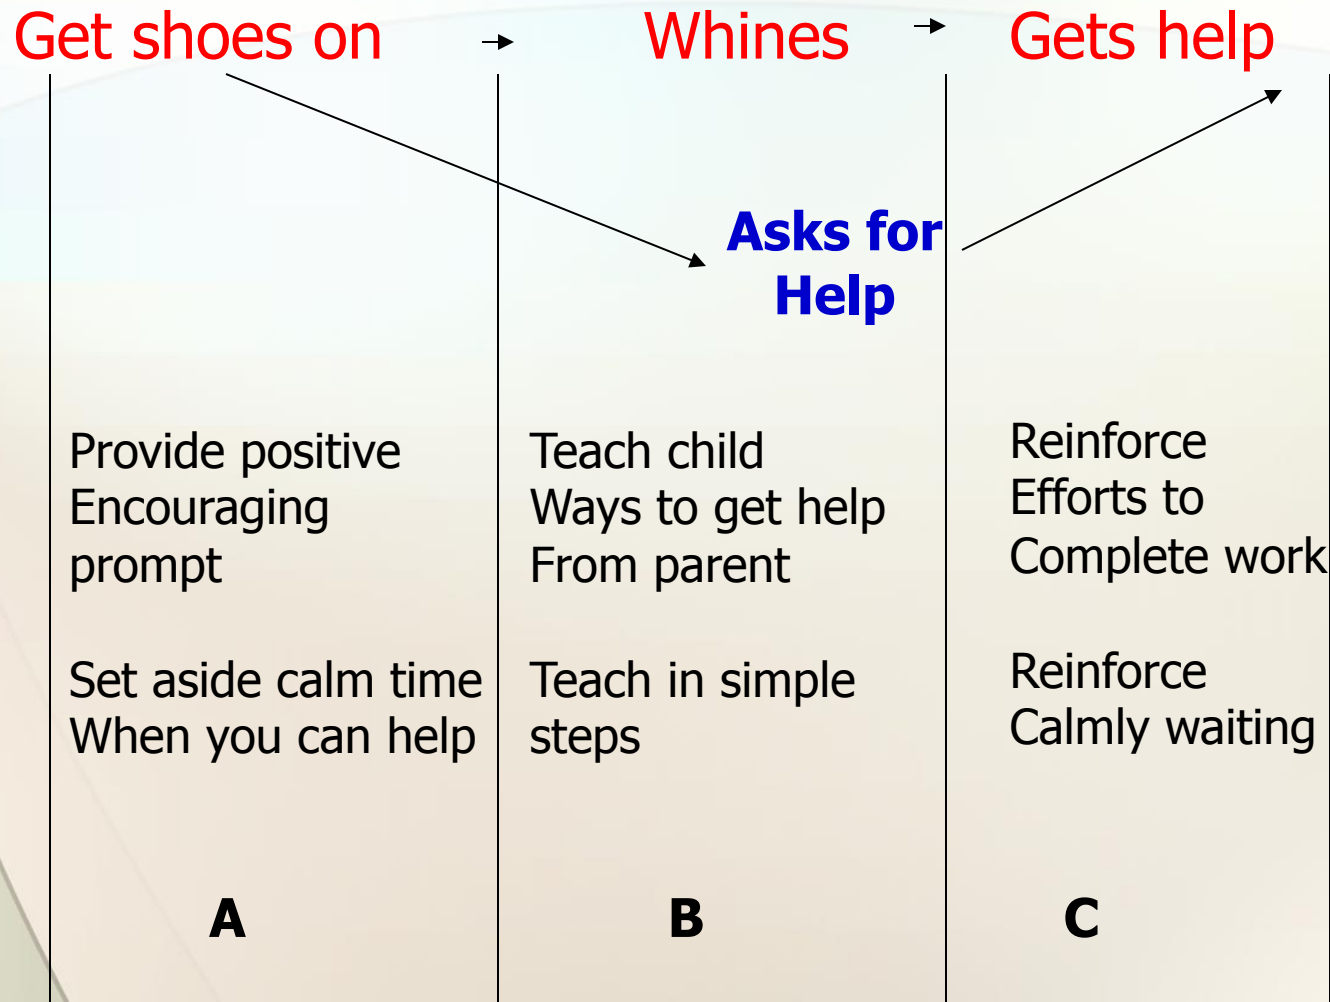 Get shoes on
Whines
Gets help
Asks for
Help
Provide positive
Encouraging
prompt
Set aside calm time
When you can help
Teach child
Ways to get help
From parent
Teach in simple
steps
Reinforce
Efforts to
Complete work
Reinforce
Calmly waiting
A
B
C